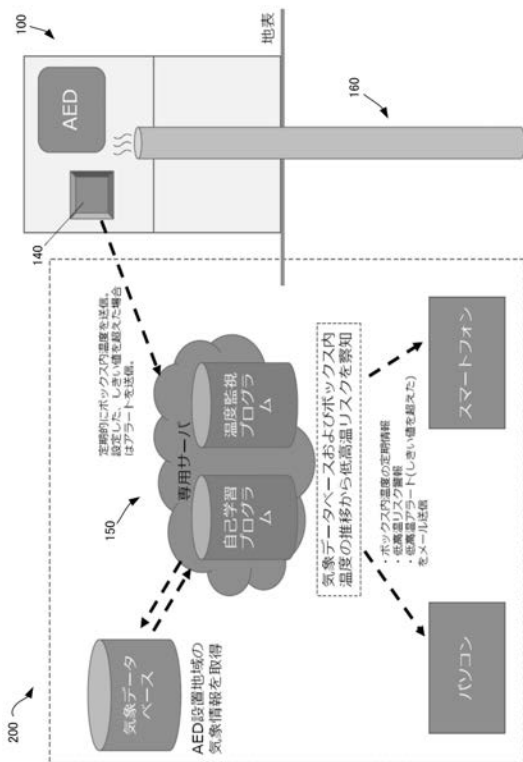 200
気象データ
ベース
AED設置地域の
気象情報を取得
150
専用サーバ
自己学習
プログラ
ム
温度監視
プログラ
ム
定期的にボックス内温度を送信。
設定した、しきい値を超えた場合
はアラートを送信。
140
AED
100
地表
160
気象データベースおよびボックス内
温度の推移から低高温リスクを察知
・ボックス内温度の定期情報
・低高温リスク警報
・低高温アラート(しきい値を超えた)
をメール送信
パソコン
スマートフォン